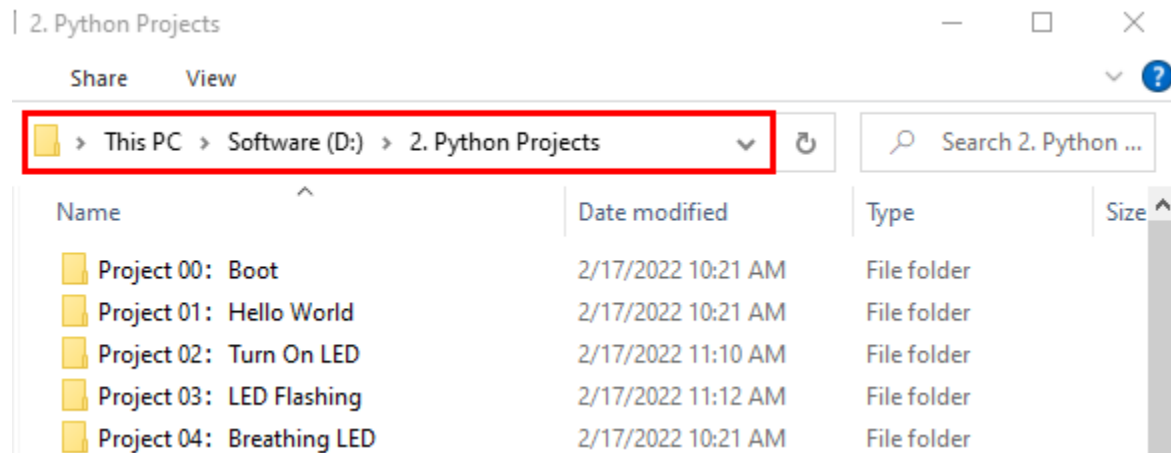 2. Python Projects
Share View
This PC > Software (D:) > 2. Python Projects
Search 2. Python ...
Name Date modified Type Size
Project 00：Boot 2/17/2022 10:21 AM File folder
Project 01：Hello World 2/17/2022 10:21 AM File folder
Project 02：Turn On LED 2/17/2022 11:10 AM File folder
Project 03：LED Flashing 2/17/2022 11:12 AM File folder
Project 04：Breathing LED 2/17/2022 10:21 AM File folder